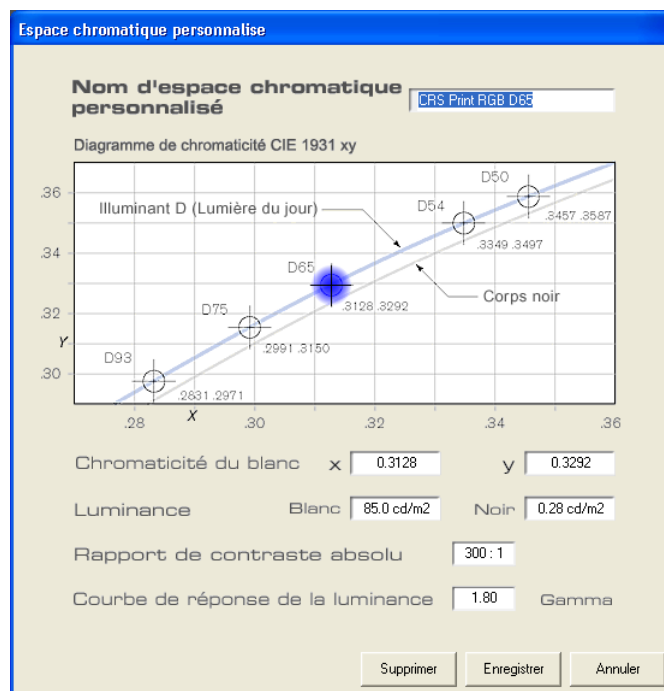 Espace chromatique personnalise
Nom d'espace chromatique
personnalisé
CRS Print RGB D65
Diagramme de chromaticité CIE 1931 xy
D50
.36
D54
Illuminant D (Lumière du jour)
.3457 .3587
.3349 .3497
.34
D65
Corps noir
.3128 .3292
.32
D75
Y
.2991 .3150
D93
.30
.2831 .2971
X
.28 .30 .32 .34 .36
Chromaticité du blanc x 0.3128 y 0.3292
Luminance Blanc 85.0 cd/m2 Noir 0.28 cd/m2
Rapport de contraste absolu 300 : 1
Courbe de réponse de la luminance 1.80 Gamma
Supprimer Enregistrer Annuler